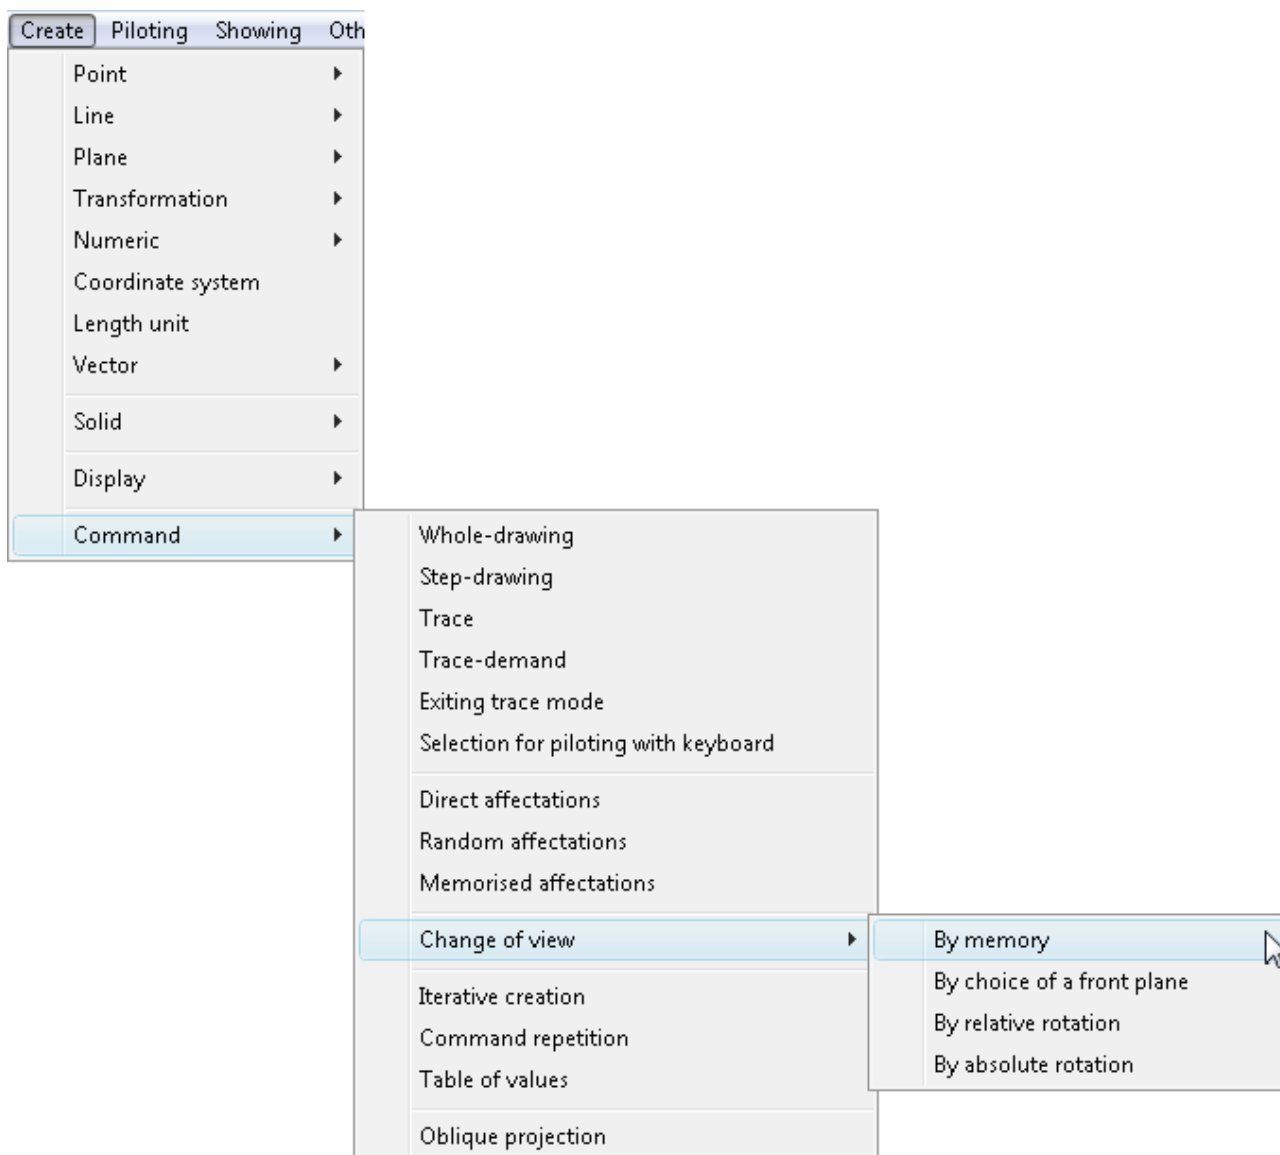 Create Piloting Showing Oth
Point
Line
Plane
Transformation
Numeric
Coordinate system
Length unit
Vector
Solid
Display
Command
Whole-drawing
Step-drawing
Trace
Trace-demand
Exiting trace mode
Selection for piloting with keyboard
Direct affectations
Random affectations
Memorised affectations
Change of view
Iterative creation
Command repetition
Table of values
Oblique projection
By memory
By choice of a front plane
By relative rotation
By absolute rotation